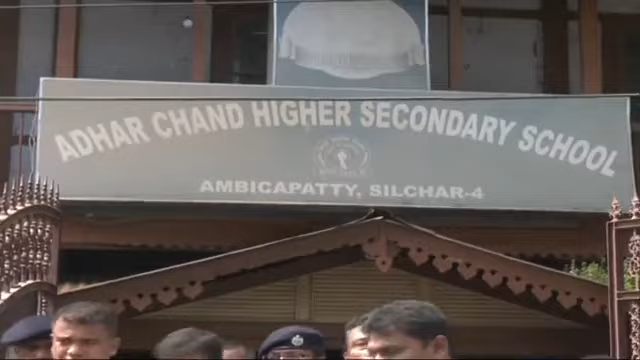 ADHAR CHAND HIGHER SECONDARY SCHOOL
AMBICAPATTY, SILCHAR-4